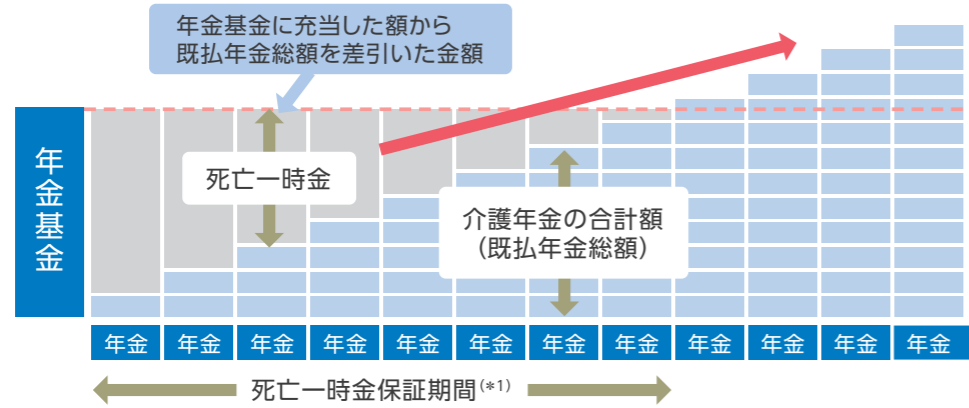 年金基金に充当した額から
既払年金総額を差引いた金額
年金基金
死亡一時金
介護年金の合計額
（既払年金総額）
年金 年金 年金 年金 年金 年金 年金 年金 年金 年金 年金 年金
死亡一時金保証期間(*1)